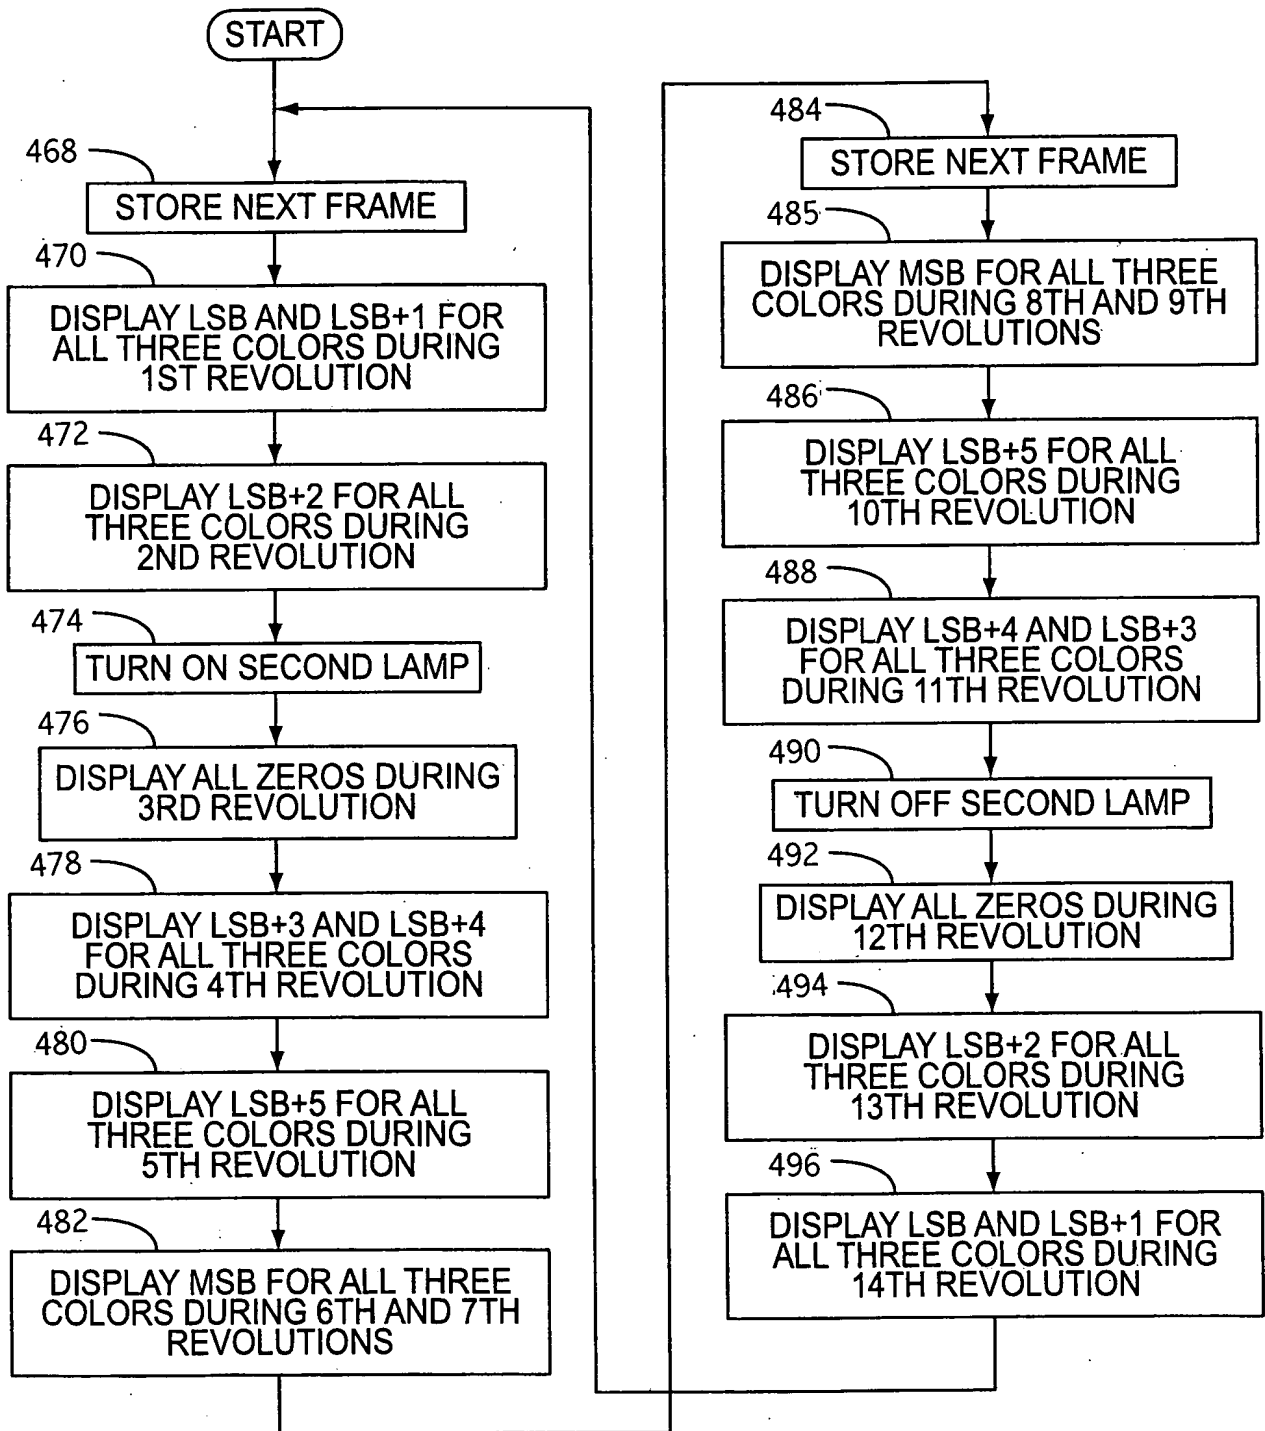 START
468
STORE NEXT FRAME
470
DISPLAY LSB AND LSB+1 FOR
ALL THREE COLORS DURING
1ST REVOLUTION
472
DISPLAY LSB+2 FOR ALL
THREE COLORS DURING
2ND REVOLUTION
474
TURN ON SECOND LAMP
476
DISPLAY ALL ZEROS DURING
3RD REVOLUTION
478
DISPLAY LSB+3 AND LSB+4
FOR ALL THREE COLORS
DURING 4TH REVOLUTION
480
DISPLAY LSB+5 FOR ALL
THREE COLORS DURING
5TH REVOLUTION
482
DISPLAY MSB FOR ALL THREE
COLORS DURING 6TH AND 7TH
REVOLUTIONS
484
STORE NEXT FRAME
485
DISPLAY MSB FOR ALL THREE
COLORS DURING 8TH AND 9TH
REVOLUTIONS
486
DISPLAY LSB+5 FOR ALL
THREE COLORS DURING
10TH REVOLUTION
488
DISPLAY LSB+4 AND LSB+3
FOR ALL THREE COLORS
DURING 11TH REVOLUTION
490
TURN OFF SECOND LAMP
492
DISPLAY ALL ZEROS DURING
12TH REVOLUTION
494
DISPLAY LSB+2 FOR ALL
THREE COLORS DURING
13TH REVOLUTION
496
DISPLAY LSB AND LSB+1 FOR
ALL THREE COLORS DURING
14TH REVOLUTION